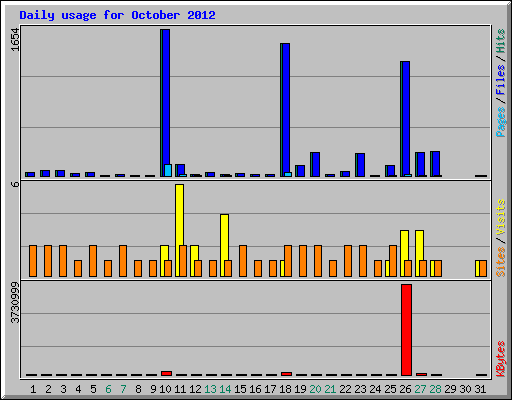 Daily usage for October 2012
1654
Pages / Files / Hits
6
Sites / Visits
3730999
KBytes
1 2 3 4 5 6 7 8 9 10 11 12 13 14 15 16 17 18 19 20 21 22 23 24 25 26 27 28 29 30 31